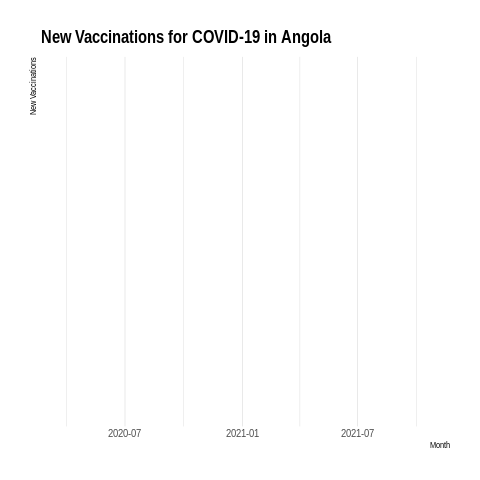 New Vaccinations for COVID-19 in Angola
New Vaccinations
2020-07
2021-01
2021-07
Month